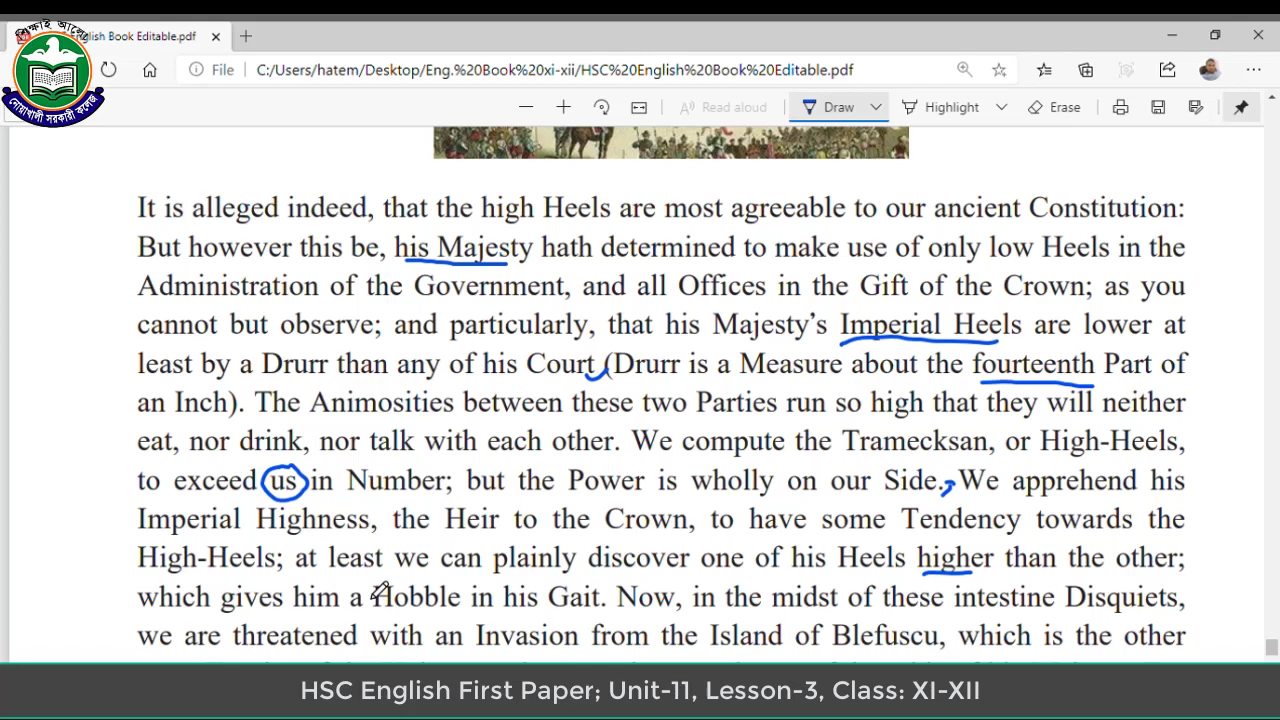 শিক্ষাই আলো
নোয়াখালী সরকারী কলেজ
English Book Editable.pdf
File
C:/Users/hatem/Desktop/Eng.%20Book%20xi-xii/HSC%20English%20Book%20Editable.pdf
Read aloud
Draw
Highlight
Erase
It is alleged indeed, that the high Heels are most agreeable to our ancient Constitution:
But however this be, his Majesty hath determined to make use of only low Heels in the
Administration of the Government, and all Offices in the Gift of the Crown; as you
cannot but observe; and particularly, that his Majesty's Imperial Heels are lower at
least by a Drurr than any of his Court (Drurr is a Measure about the fourteenth Part of
an Inch). The Animosities between these two Parties run so high that they will neither
eat, nor drink, nor talk with each other. We compute the Tramecksan, or High-Heels,
to exceed us in Number; but the Power is wholly on our Side. We apprehend his
Imperial Highness, the Heir to the Crown, to have some Tendency towards the
High-Heels; at least we can plainly discover one of his Heels higher than the other;
which gives him a Hobble in his Gait. Now, in the midst of these intestine Disquiets,
we are threatened with an Invasion from the Island of Blefuscu, which is the other
HSC English First Paper; Unit-11, Lesson-3, Class: XI-XII